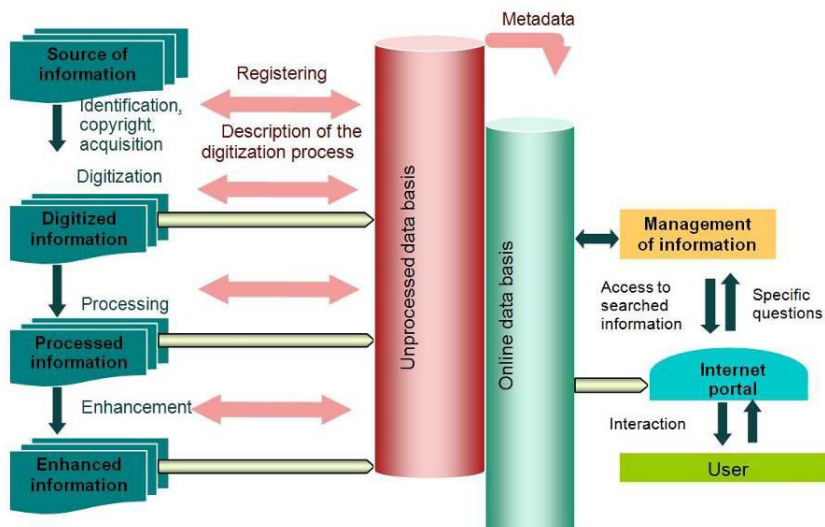 Metadata
Source of
information
Registering
Identification,
copyright,
acquisition
Description of the
digitization process
Digitization
Digitized
information
Unprocessed data basis
Online data basis
Management
of information
Processing
Access to
searched
information
Specific
questions
Processed
information
Internet
portal
Enhancement
Interaction
Enhanced
information
User